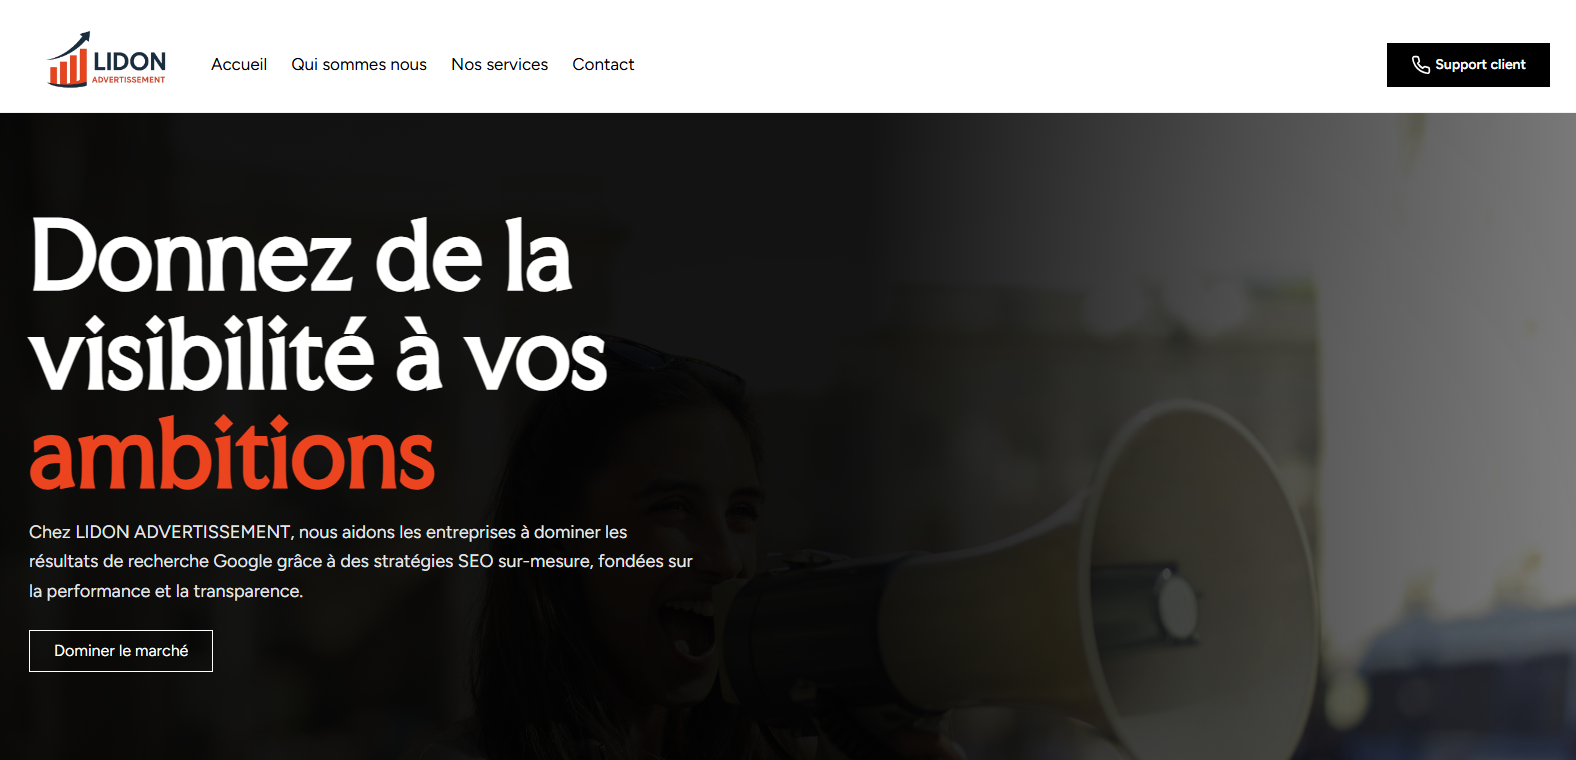 LIDON
ADVERTISSEMENT
Accueil Qui sommes nous Nos services Contact
Support client
Donnez de la
visibilité à vos
ambitions
Chez LIDON ADVERTISSEMENT, nous aidons les entreprises à dominer les
résultats de recherche Google grâce à des stratégies SEO sur-mesure, fondées sur
la performance et la transparence.
Dominer le marché